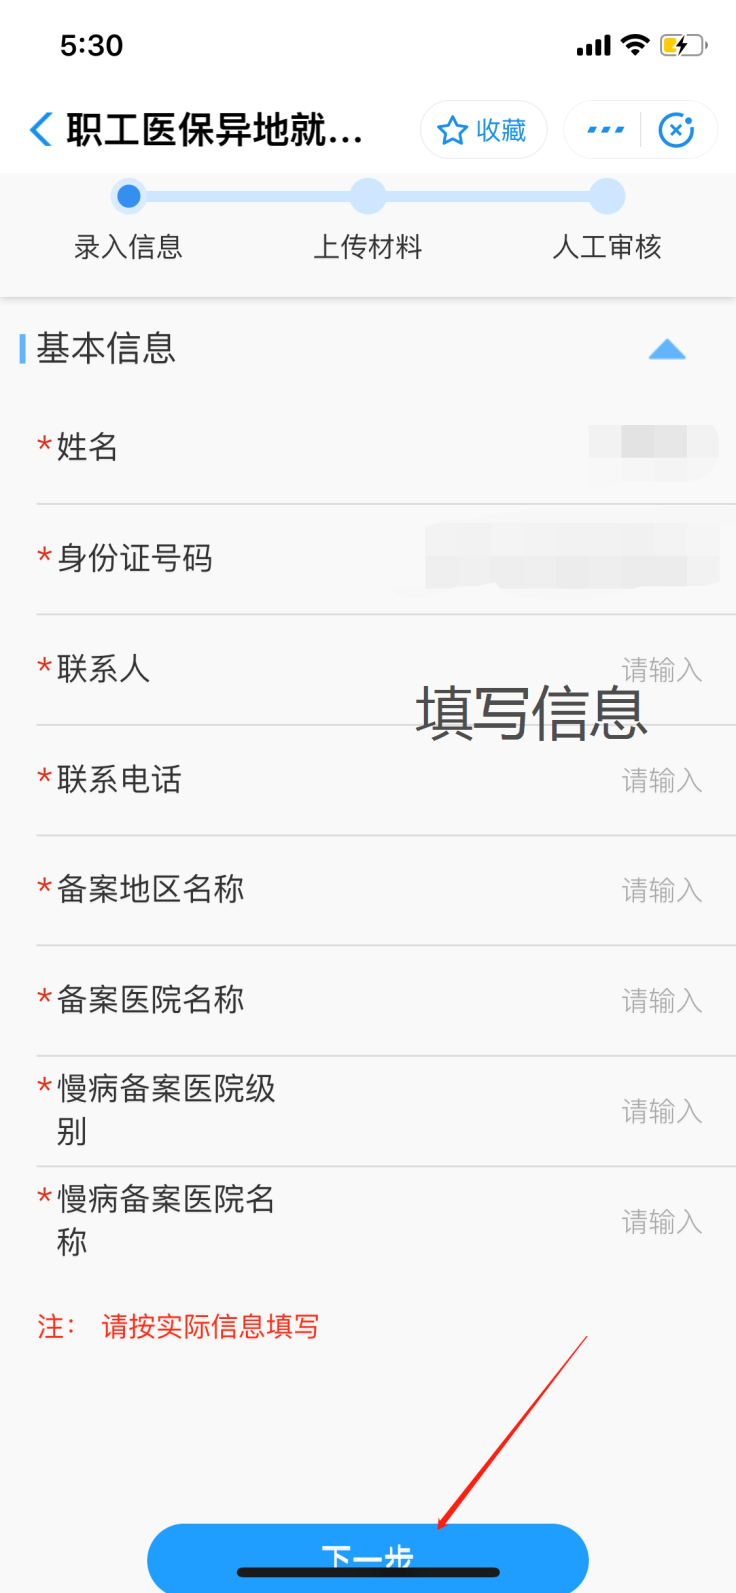 5:30
职工医保异地就...
收藏
录入信息
上传材料
人工审核
基本信息
*姓名
*身份证号码
*联系人
请输入
填写信息
*联系电话
请输入
*备案地区名称
请输入
*备案医院名称
请输入
*慢病备案医院级
别
请输入
*慢病备案医院名
称
请输入
注： 请按实际信息填写
下一步